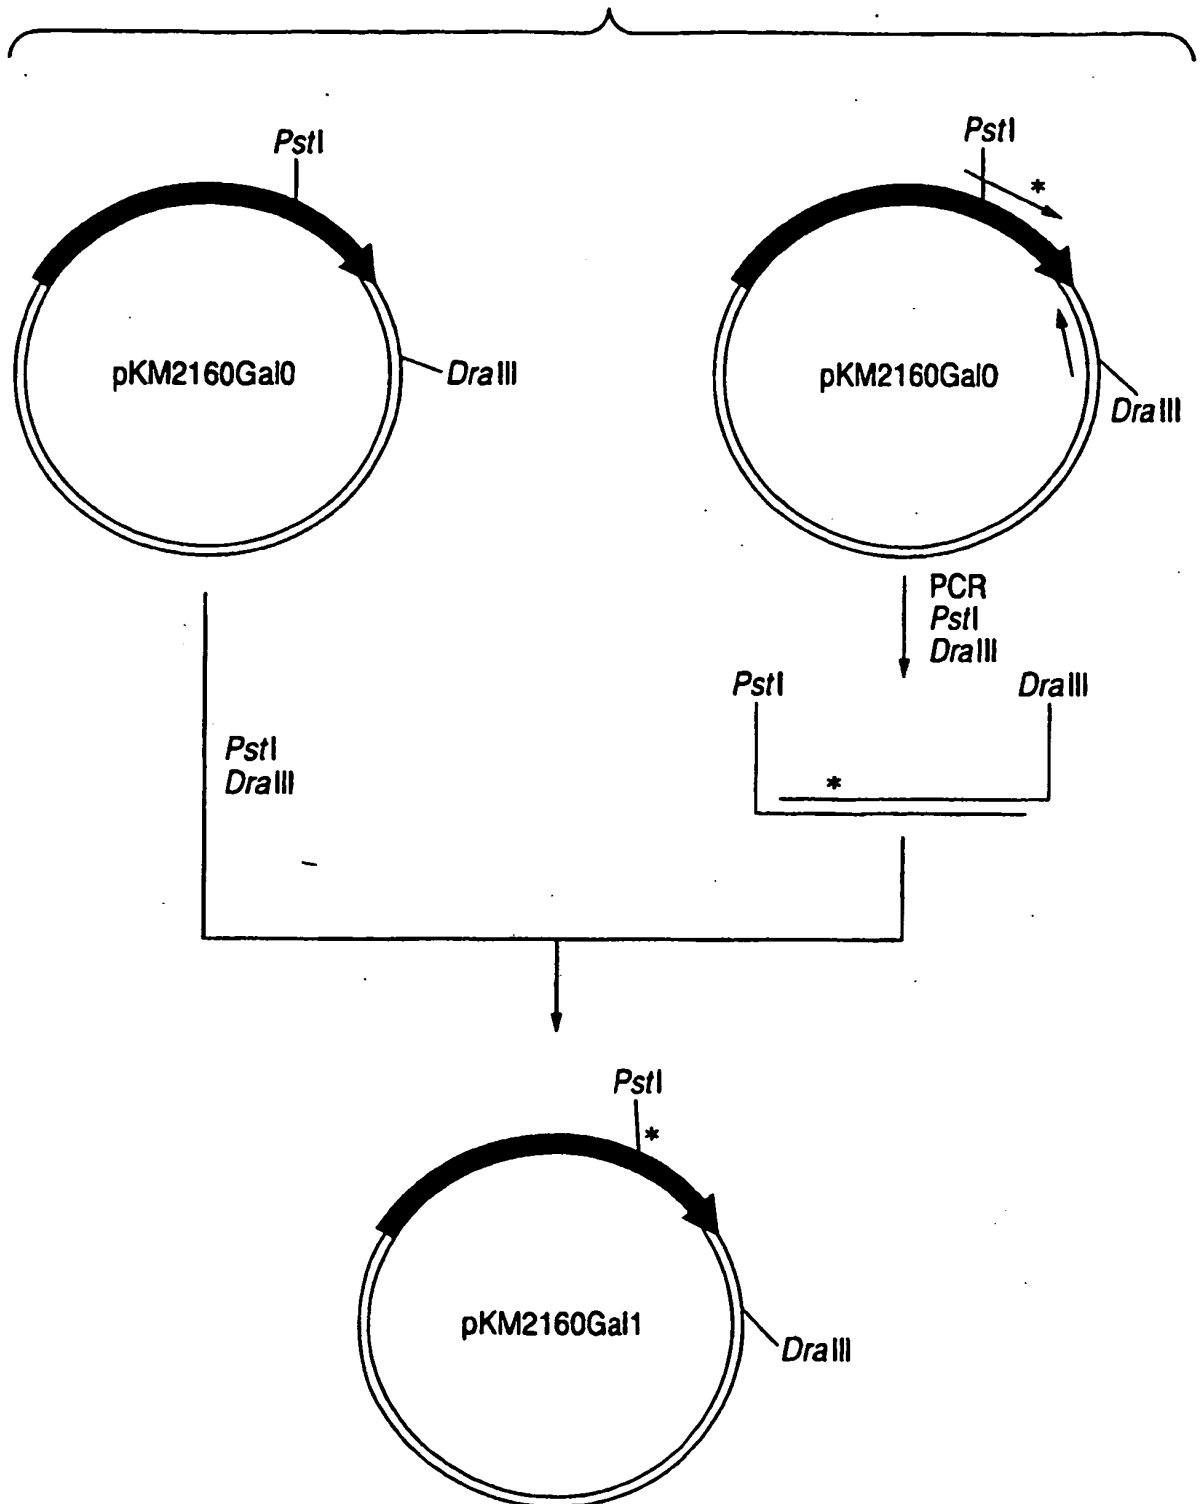 PstI
PstI
*
pKM2160Gal0
DraIII
pKM2160Gal0
DraIII
PCR
PstI
DraIII
PstI
DraIII
PstI
DraIII
*
PstI
*
pKM2160Gal1
DraIII